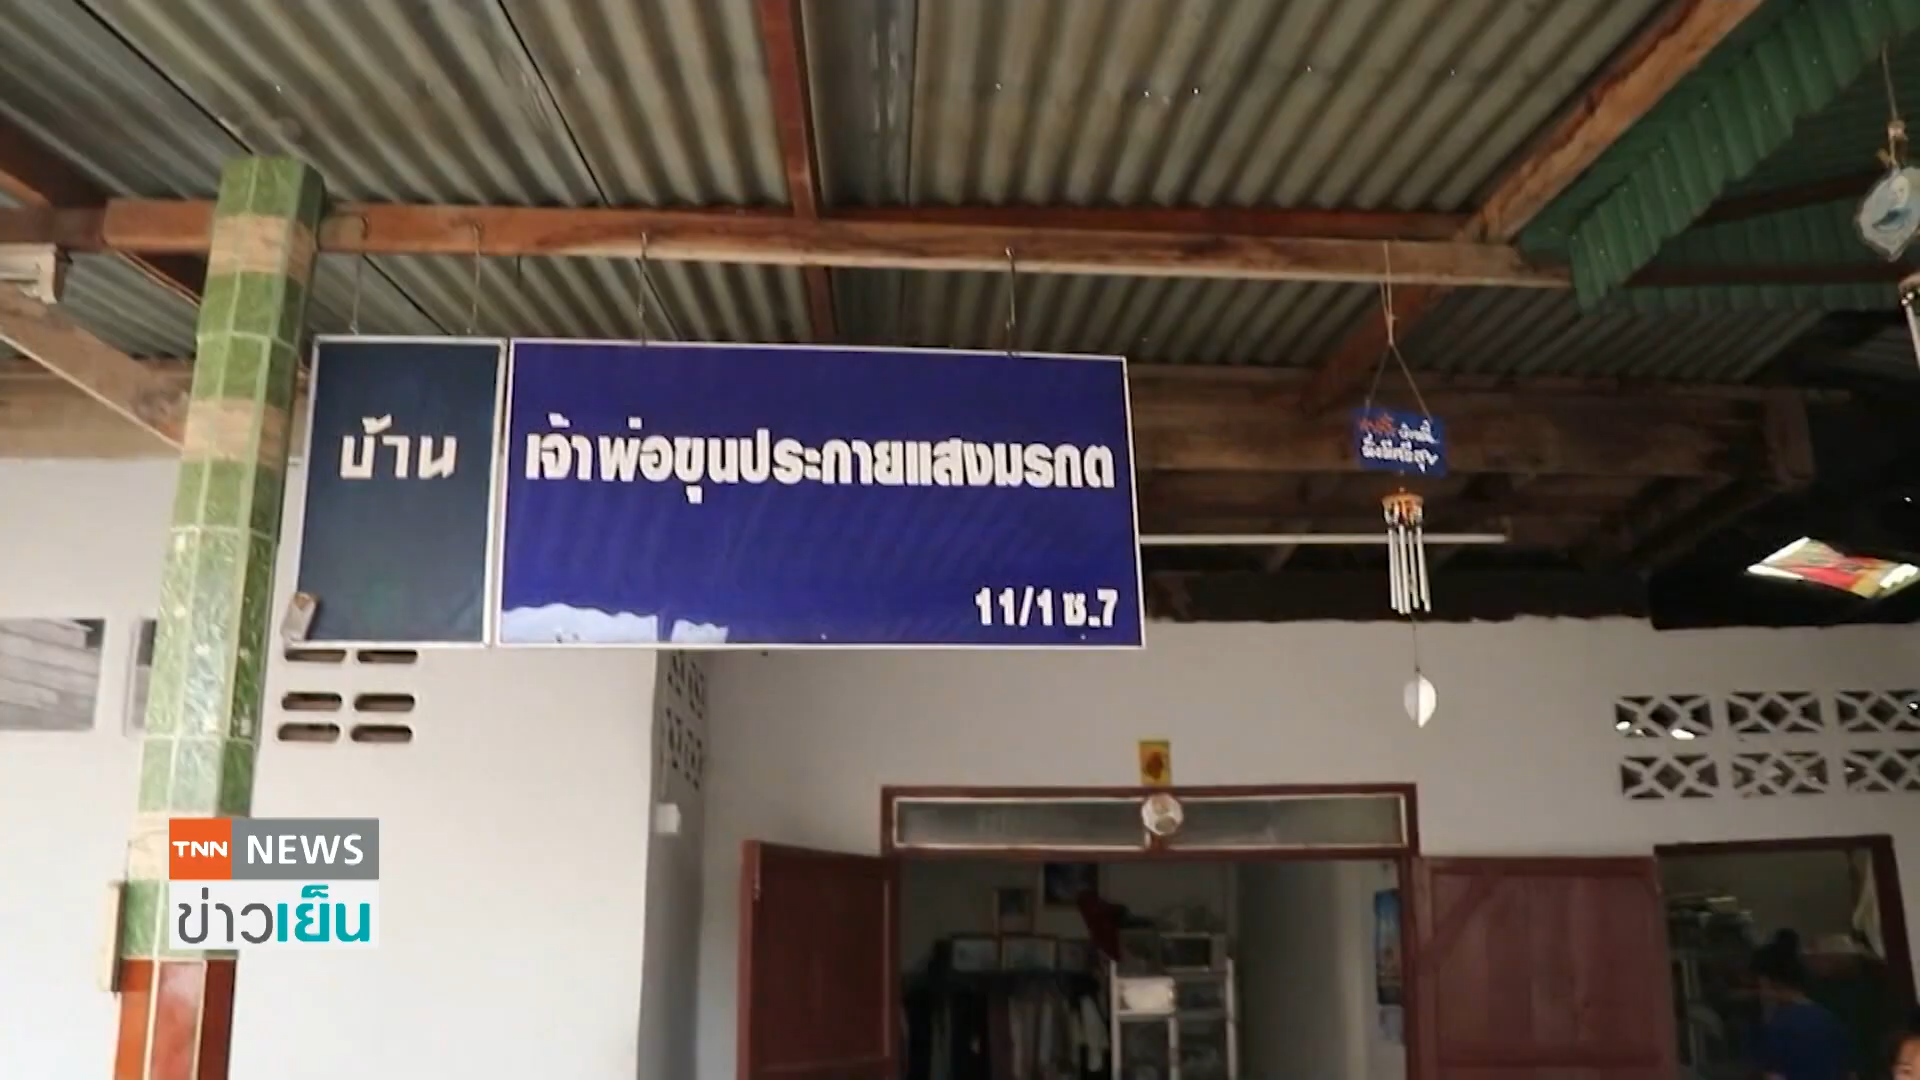 บ้าน
เจ้าพ่อขุนประกายแสงมรกต
11/1 ซ.7
TNN NEWS
ข่าวเย็น